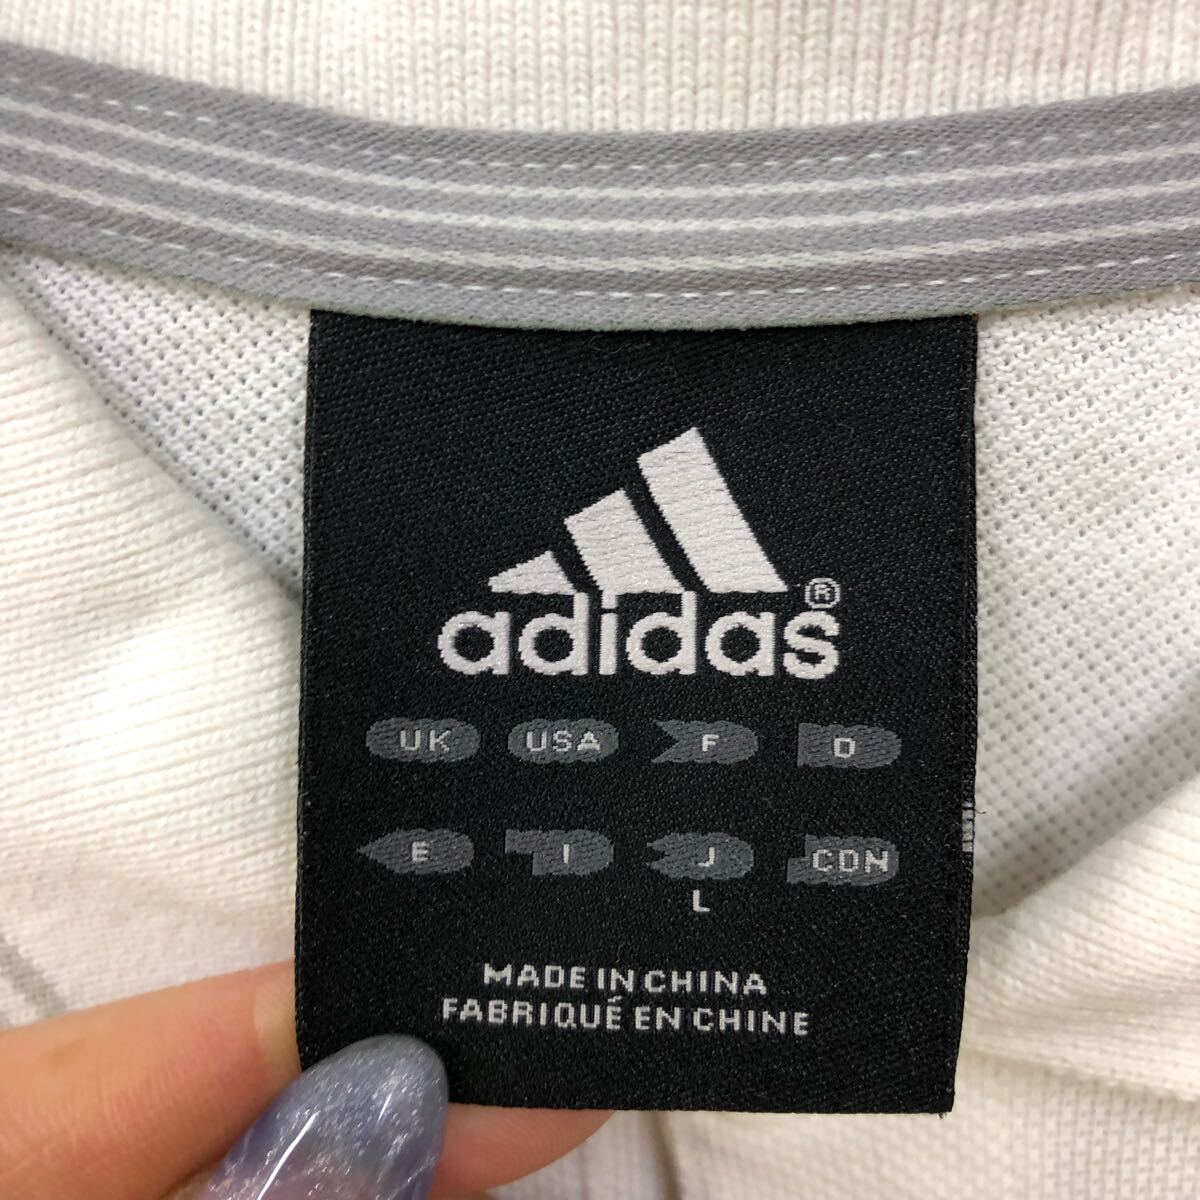 adidas®
UK USA F D
E I J CDN
L
MADE IN CHINA
FABRIQUÉ EN CHINE